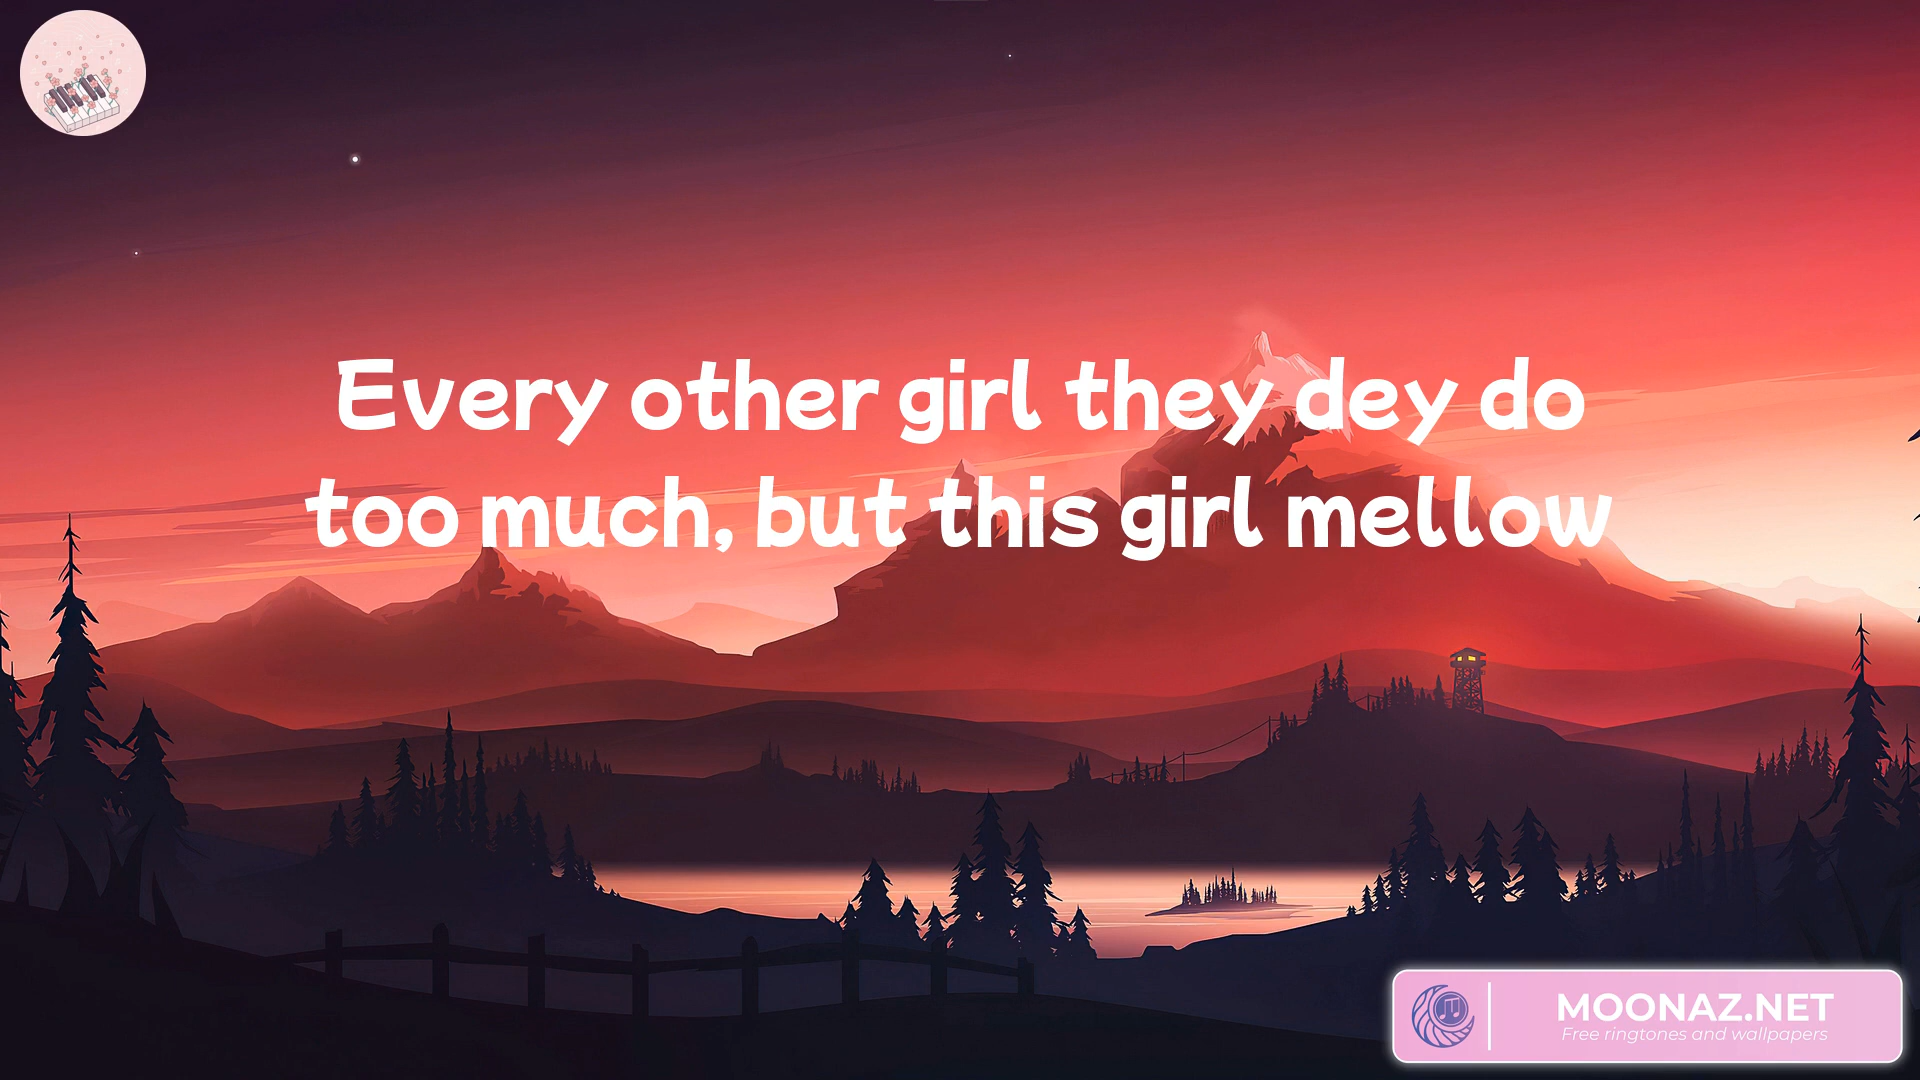 Every other girl they dey do
too much, but this girl mellow
MOONAZ.NET
Free ringtones and wallpapers